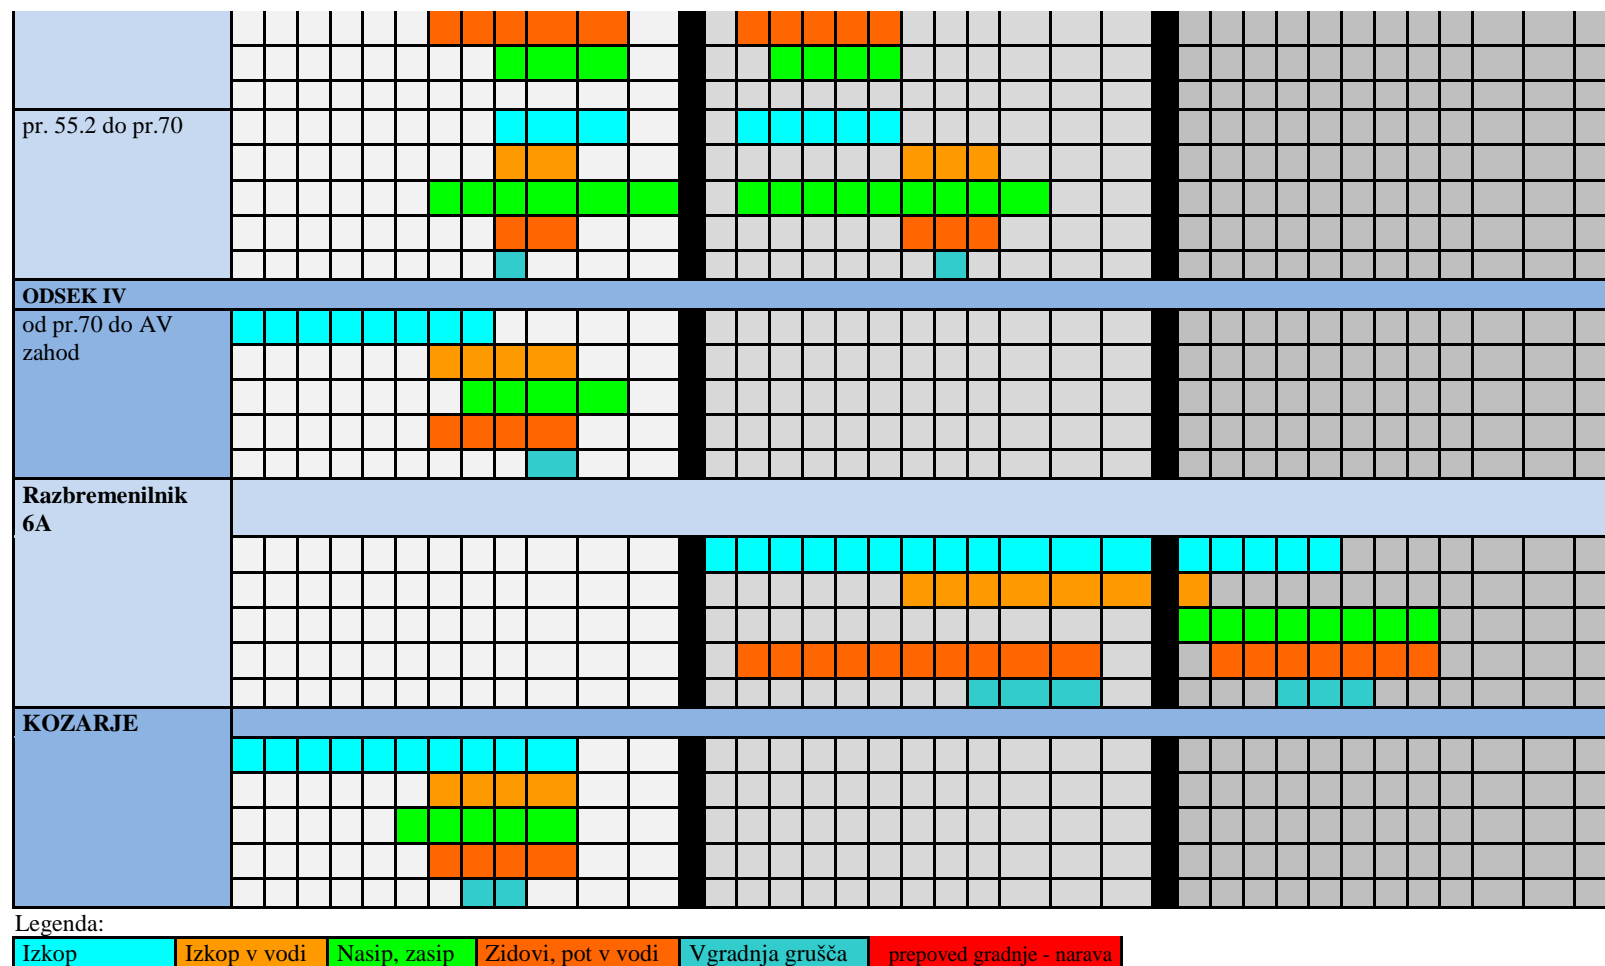 pr. 55.2 do pr.70
ODSEK IV
od pr.70 do AV
zahod
Razbremenilnik
6A
KOZARJE
Legenda:
Izkop
Izkop v vodi
Nasip, zasip
Zidovi, pot v vodi
Vgradnja grušča
prepoved gradnje - narava